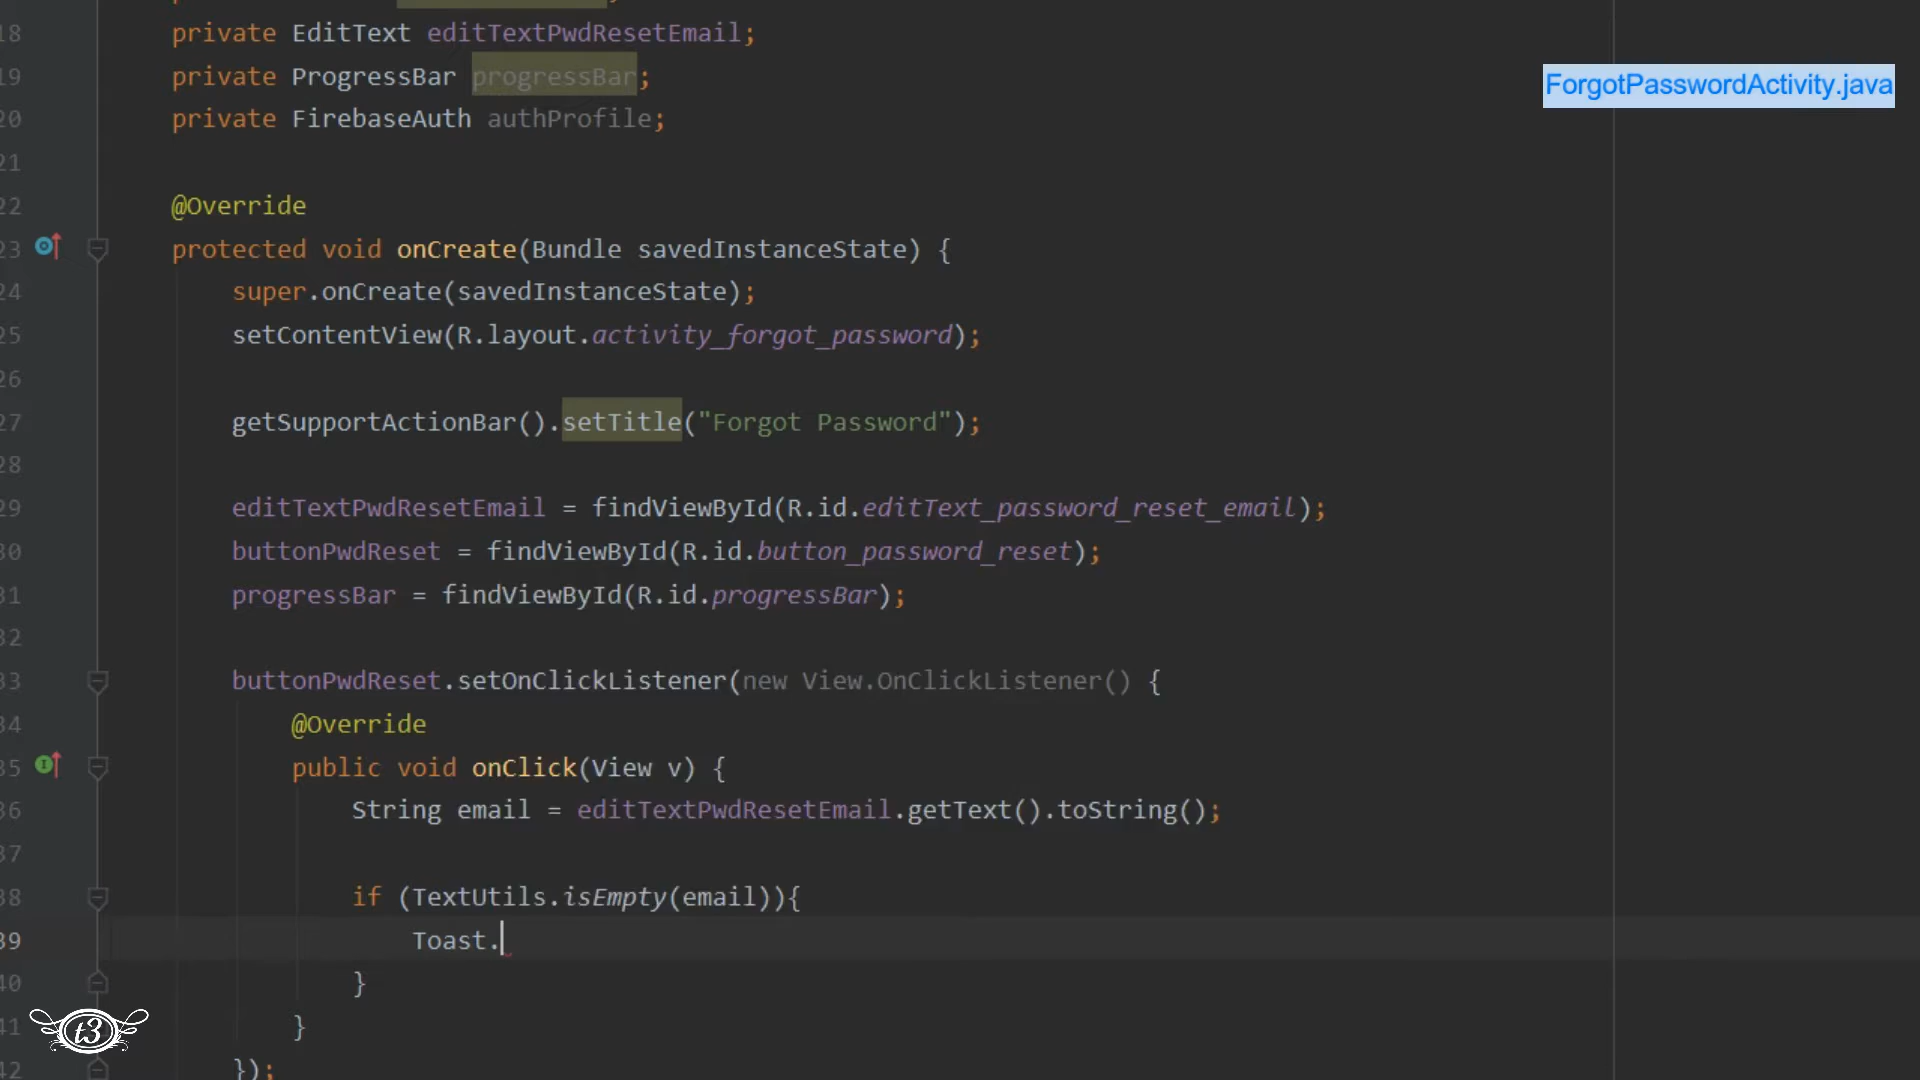 18 private EditText editTextPwdResetEmail;
19 private ProgressBar progressBar;
20 private FirebaseAuth authProfile;
ForgotPasswordActivity.java
21
22 @Override
23 protected void onCreate(Bundle savedInstanceState) {
24 super.onCreate(savedInstanceState);
25 setContentView(R.layout.activity_forgot_password);
26
27 getSupportActionBar().setTitle("Forgot Password");
28
29 editTextPwdResetEmail = findViewById(R.id.editText_password_reset_email);
30 buttonPwdReset = findViewById(R.id.button_password_reset);
31 progressBar = findViewById(R.id.progressBar);
32
33 buttonPwdReset.setOnClickListener(new View.OnClickListener() {
34 @Override
35 public void onClick(View v) {
36 String email = editTextPwdResetEmail.getText().toString();
37
38 if (TextUtils.isEmpty(email)){
39 Toast.
40 }
41 }
42 });
t3